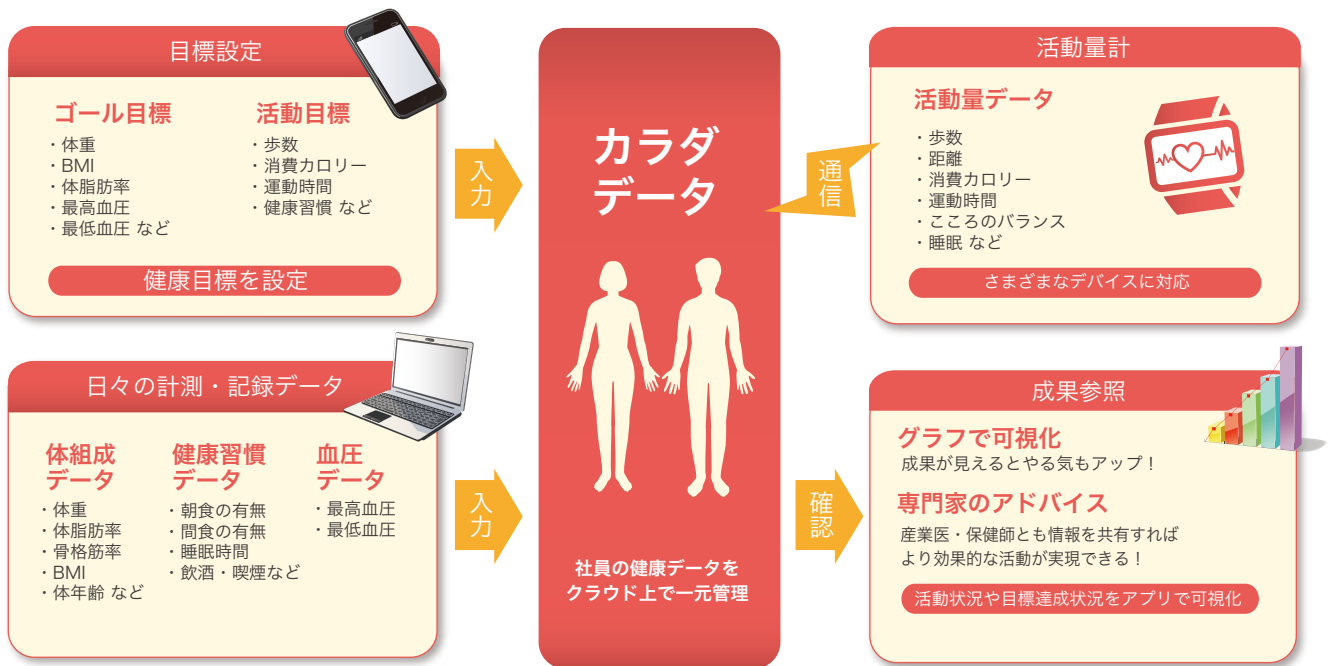 目標設定
ゴール目標
・体重
・BMI
・体脂肪率
・最高血圧
・最低血圧 など
活動目標
・歩数
・消費カロリー
・運動時間
・健康習慣 など
健康目標を設定
入力
日々の計測・記録データ
体組成
データ
・体重
・体脂肪率
・骨格筋率
・BMI
・体年齢 など
健康習慣
データ
・朝食の有無
・間食の有無
・睡眠時間
・飲酒・喫煙など
血圧
データ
・最高血圧
・最低血圧
入力
カラダ
データ
社員の健康データを
クラウド上で一元管理
通信
活動量計
活動量データ
・歩数
・距離
・消費カロリー
・運動時間
・こころのバランス
・睡眠 など
さまざまなデバイスに対応
確認
成果参照
グラフで可視化
成果が見えるとやる気もアップ！
専門家のアドバイス
産業医・保健師とも情報を共有すれば
より効果的な活動が実現できる！
活動状況や目標達成状況をアプリで可視化